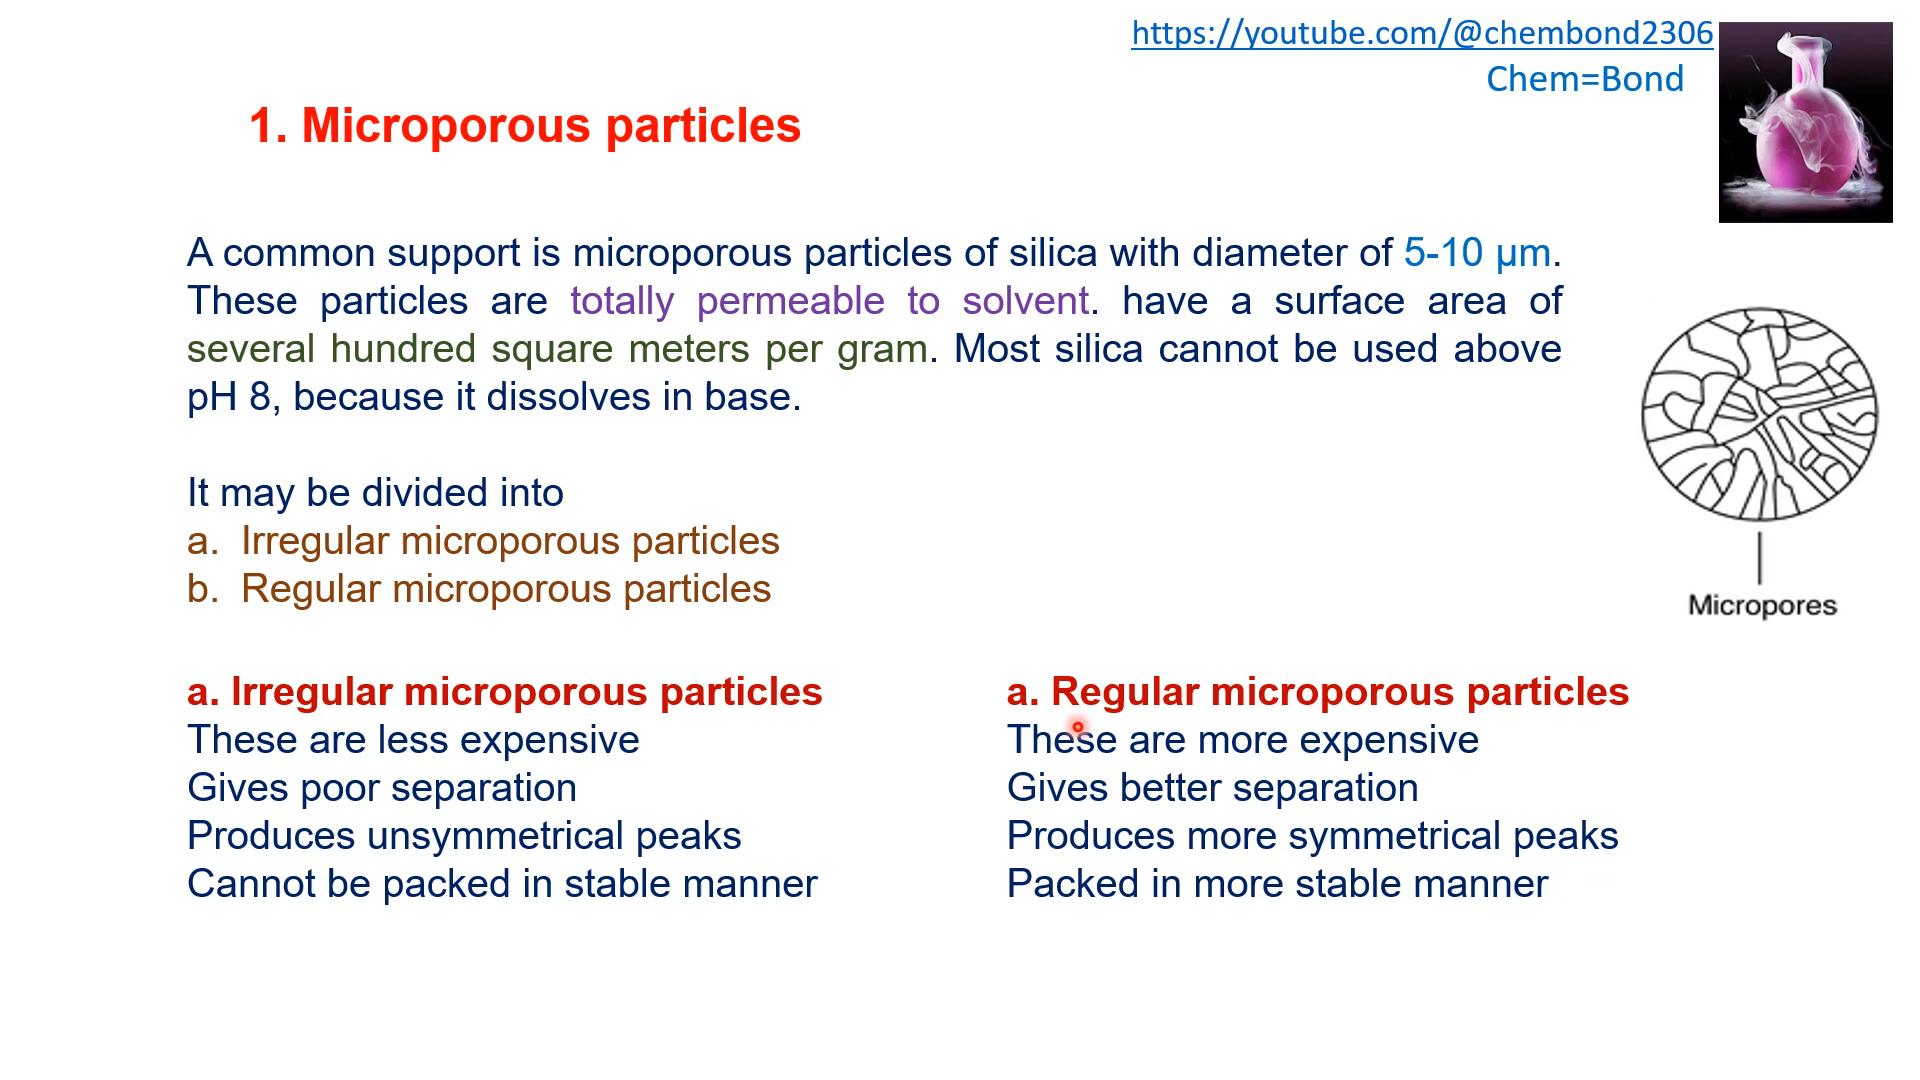 https://youtube.com/@chembond2306
Chem=Bond
1. Microporous particles
A common support is microporous particles of silica with diameter of 5-10 µm.
These particles are totally permeable to solvent. have a surface area of
several hundred square meters per gram. Most silica cannot be used above
pH 8, because it dissolves in base.
It may be divided into
a. Irregular microporous particles
b. Regular microporous particles
Micropores
a. Irregular microporous particles
These are less expensive
Gives poor separation
Produces unsymmetrical peaks
Cannot be packed in stable manner
a. Regular microporous particles
These are more expensive
Gives better separation
Produces more symmetrical peaks
Packed in more stable manner